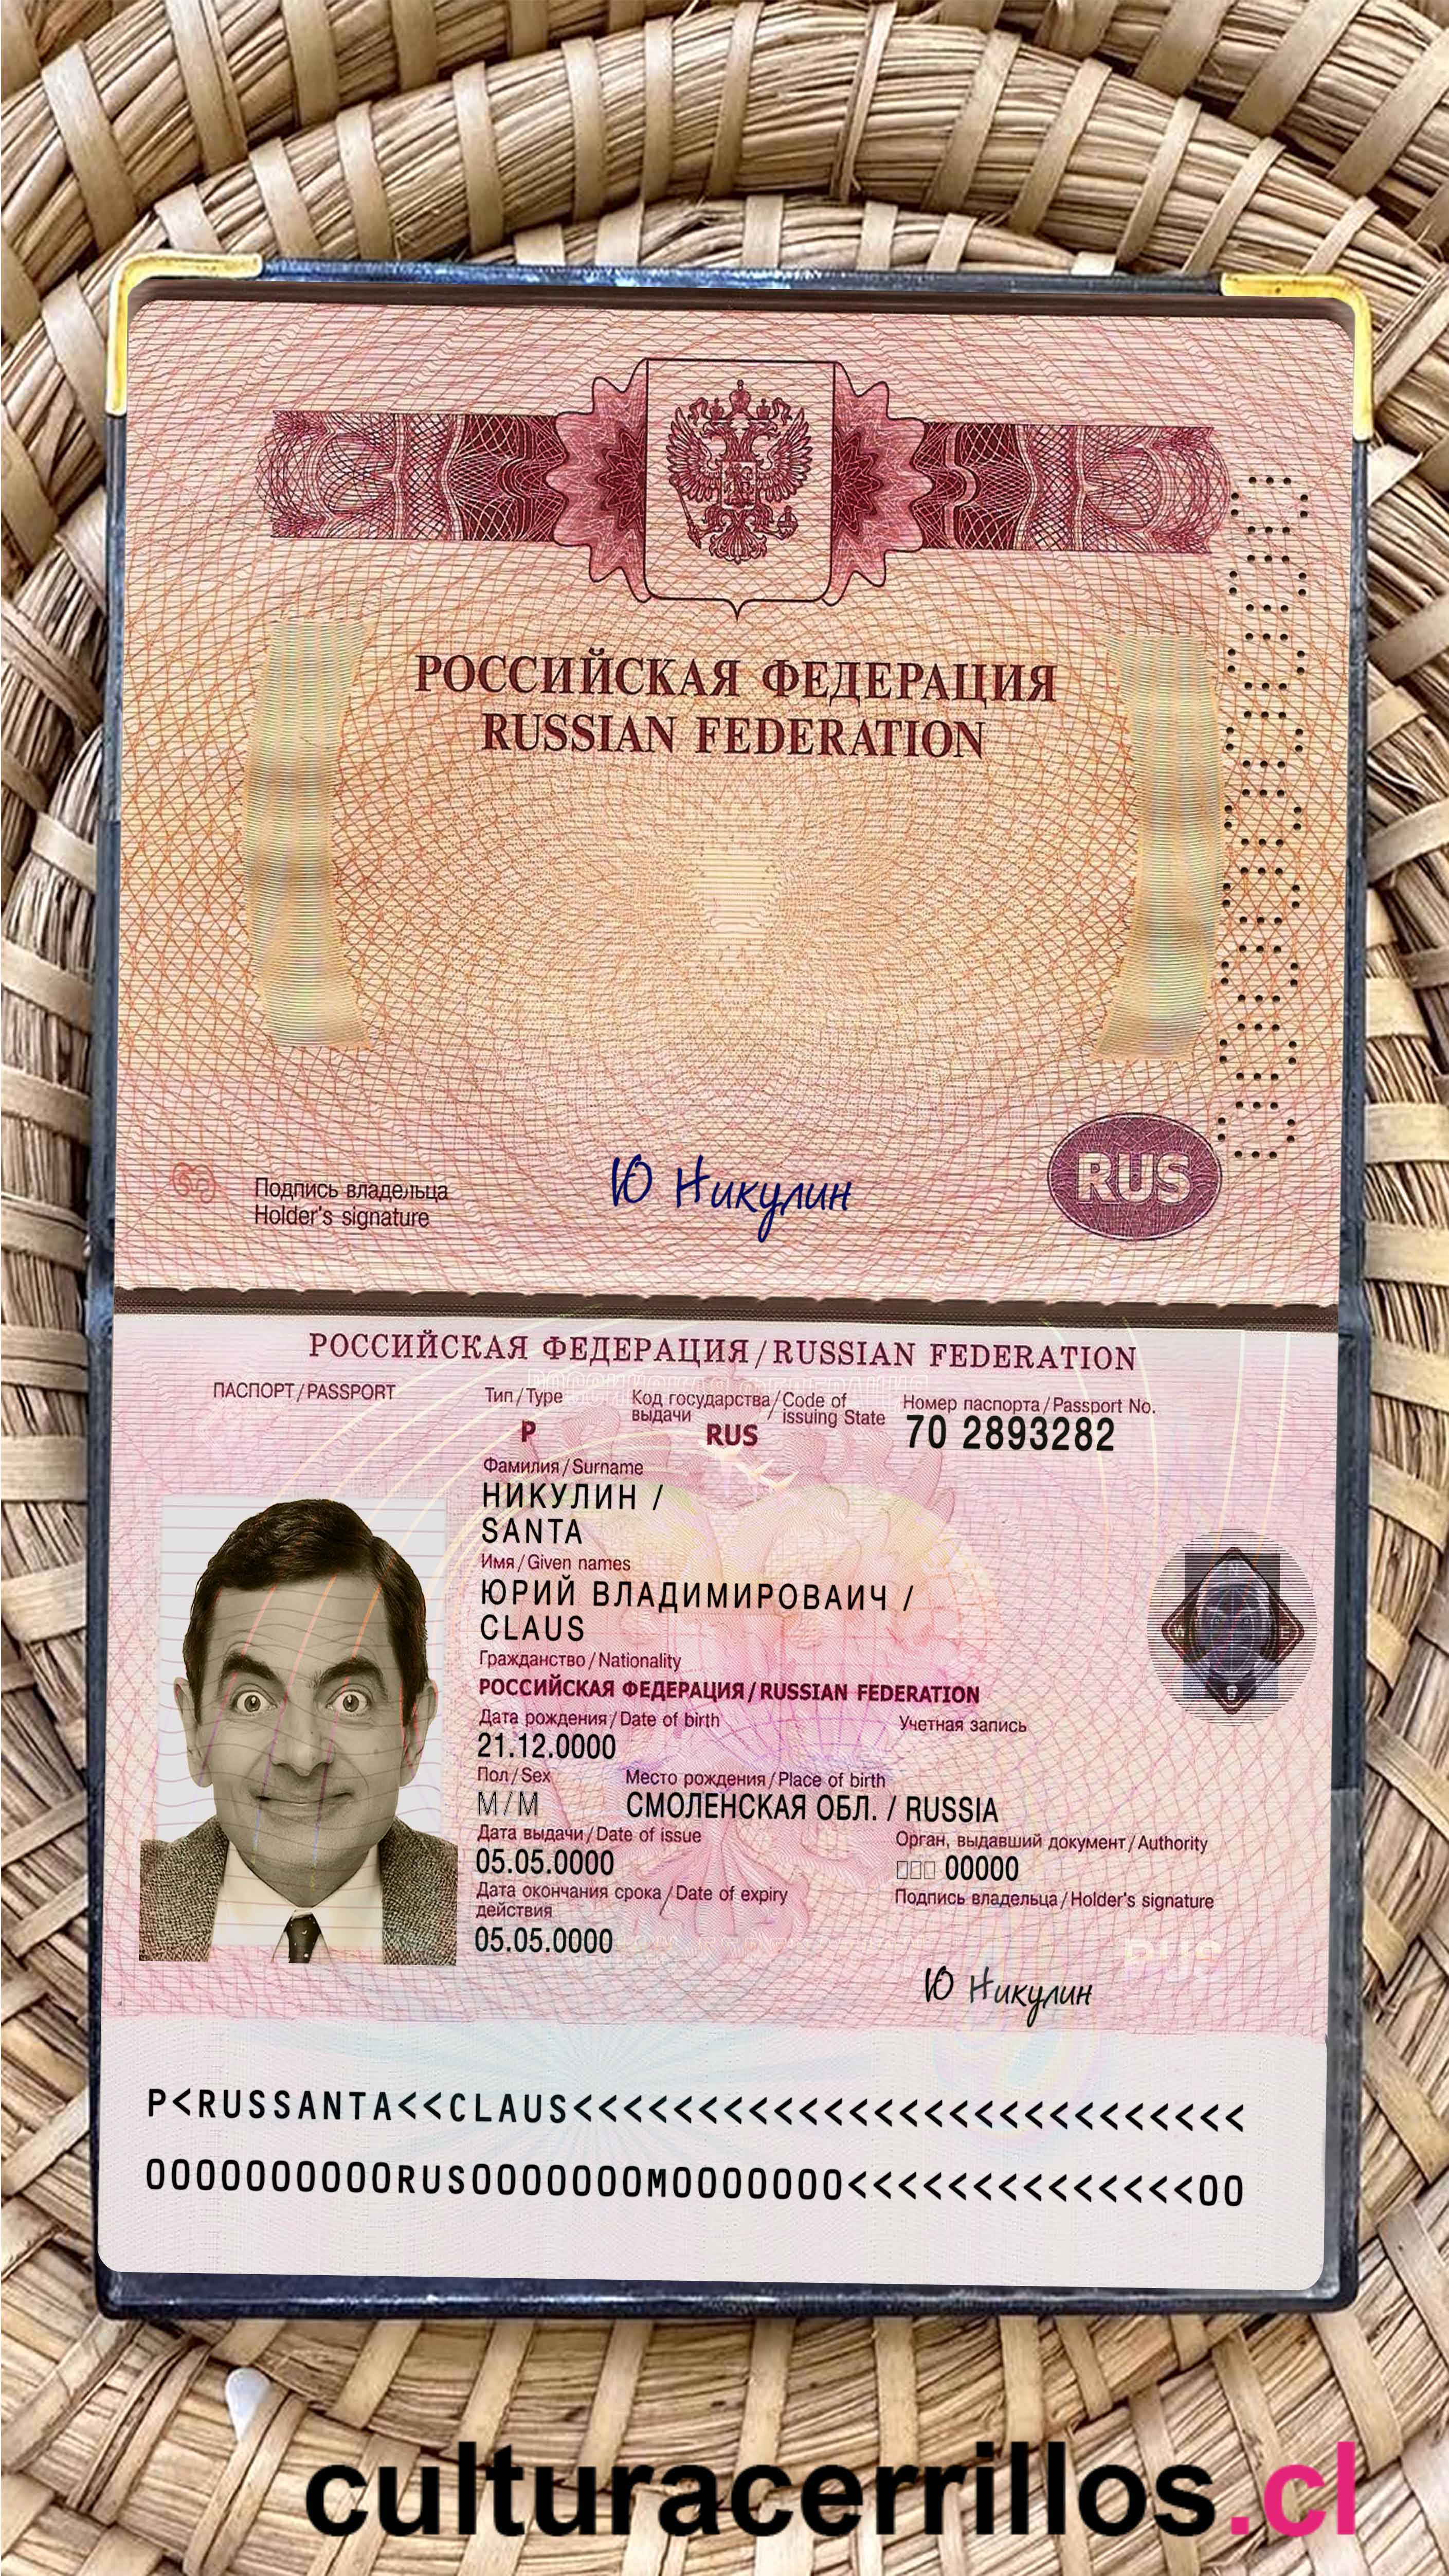 РОССИЙСКАЯ ФЕДЕРАЦИЯ
RUSSIAN FEDERATION
Подпись владельца
Holder's signature
Ю Никулин
RUS
РОССИЙСКАЯ ФЕДЕРАЦИЯ/RUSSIAN FEDERATION
ПАСПОРТ/PASSPORT
Тип/Type
Код государства/Code of
выдачи issuing State
Номер паспорта/Passport No.
P
RUS
70 2893282
Фамилия/Surname
НИКУЛИН /
SANTA
Имя/Given names
ЮРИЙ ВЛАДИМИРОВАИЧ /
CLAUS
Гражданство/Nationality
РОССИЙСКАЯ ФЕДЕРАЦИЯ/RUSSIAN FEDERATION
Дата рождения/Date of birth
Учетная запись
21.12.0000
Пол/Sex
Место рождения/Place of birth
M/M
СМОЛЕНСКАЯ ОБЛ. / RUSSIA
Дата выдачи/Date of issue
Орган, выдавший документ/Authority
05.05.0000
□□□ 00000
Дата окончания срока/Date of expiry
действия
Подпись владельца/Holder's signature
05.05.0000
RUS
Ю Никулин
P<RUSSANTA<<CLAUS<<<<<<<<<<<<<<<<<<<<<<<<<<<
0000000000RUS0000000M0000000<<<<<<<<<<<<<<00
culturacerrillos.cl